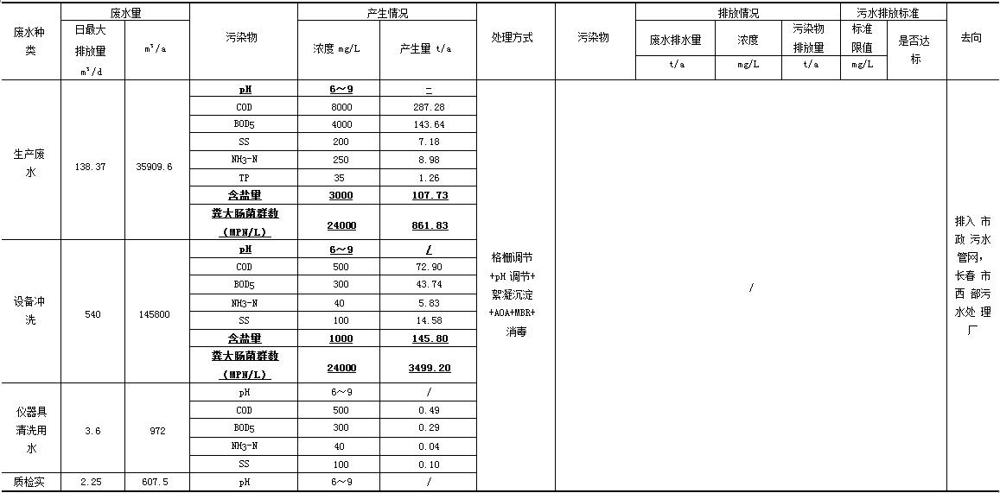 废水种类 废水量 污染物 产生情况 处理方式 污染物 排放情况 污水排放标准 去向
日最大排放量 m³/d m³/a 浓度 mg/L 产生量 t/a 废水排水量 浓度 污染物排放量 标准限值 是否达标
t/a mg/L t/a mg/L
生产废水 138.37 35909.6 pH 6～9 — 格栅调节+pH 调节+絮凝沉淀+AOA+MBR+消毒 / 排入 市政 污水管网，长春 市西 部污水处 理厂
COD 8000 287.28
BOD5 4000 143.64
SS 200 7.18
NH3-N 250 8.98
TP 35 1.26
含盐量 3000 107.73
粪大肠菌群数（MPN/L） 24000 861.83
设备冲洗 540 145800 pH 6～9 /
COD 500 72.90
BOD5 300 43.74
NH3-N 40 5.83
SS 100 14.58
含盐量 1000 145.80
粪大肠菌群数（MPN/L） 24000 3499.20
仪器具清洗用水 3.6 972 pH 6～9 /
COD 500 0.49
BOD5 300 0.29
NH3-N 40 0.04
SS 100 0.10
质检实 2.25 607.5 pH 6～9 /